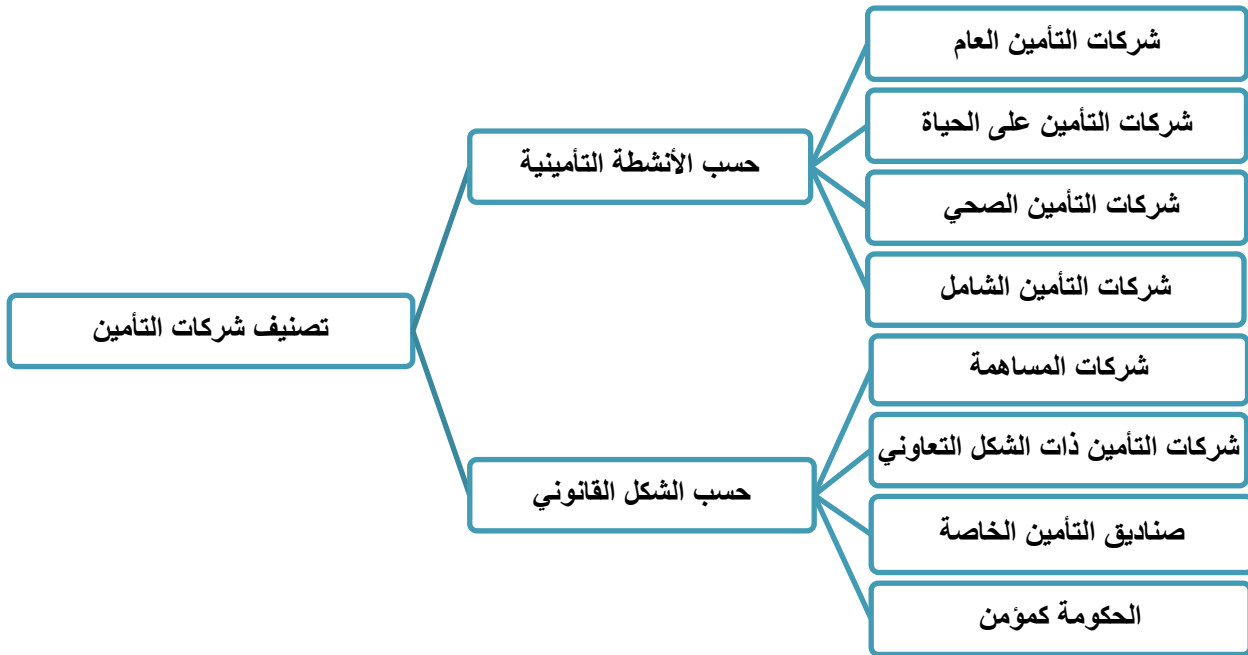 تصنيف شركات التأمين
حسب الأنشطة التأمينية
شركات التأمين العام
شركات التأمين على الحياة
شركات التأمين الصحي
شركات التأمين الشامل
حسب الشكل القانوني
شركات المساهمة
شركات التأمين ذات الشكل التعاوني
صناديق التأمين الخاصة
الحكومة كمؤمن